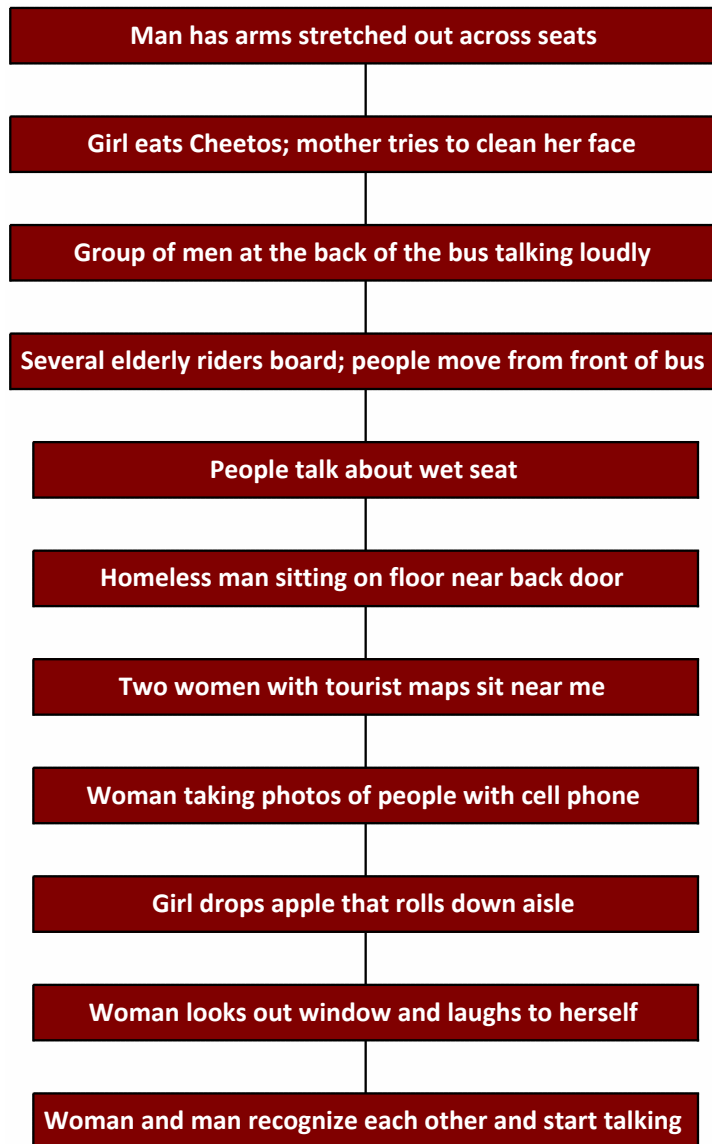 Man has arms stretched out across seats
Girl eats Cheetos; mother tries to clean her face
Group of men at the back of the bus talking loudly
Several elderly riders board; people move from front of bus
People talk about wet seat
Homeless man sitting on floor near back door
Two women with tourist maps sit near me
Woman taking photos of people with cell phone
Girl drops apple that rolls down aisle
Woman looks out window and laughs to herself
Woman and man recognize each other and start talking